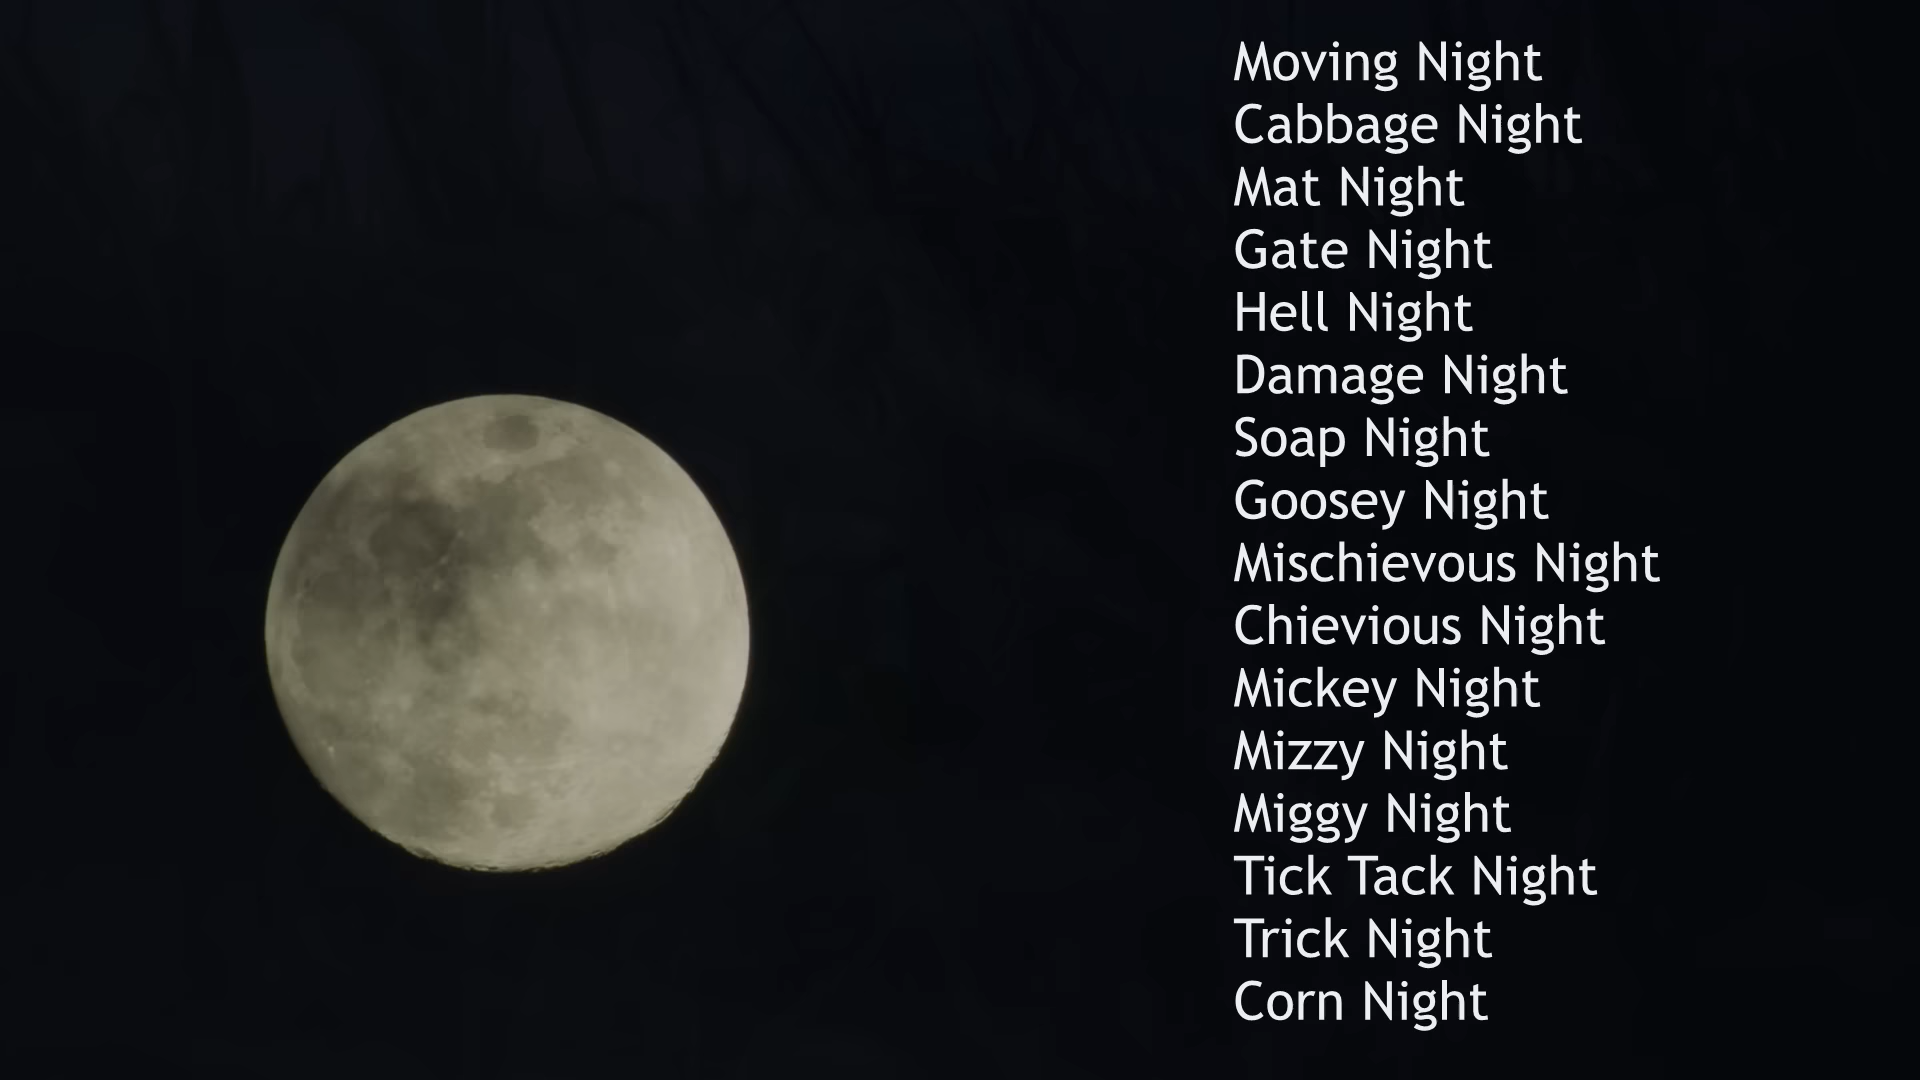 Moving Night
Cabbage Night
Mat Night
Gate Night
Hell Night
Damage Night
Soap Night
Goosey Night
Mischievous Night
Chievious Night
Mickey Night
Mizzy Night
Miggy Night
Tick Tack Night
Trick Night
Corn Night